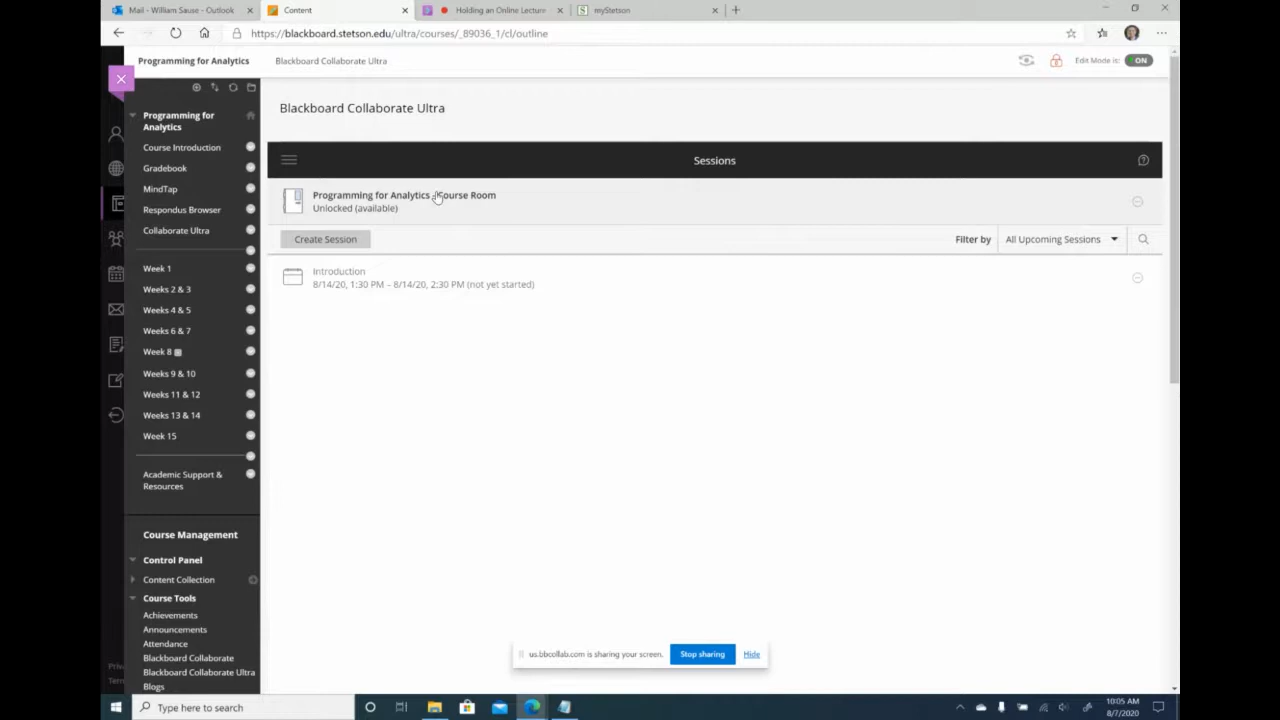 Mail - William Sause - Outlook
Content
Holding an Online Lecture
myStetson
https://blackboard.stetson.edu/ultra/courses/_89036_1/cl/outline
Programming for Analytics
Blackboard Collaborate Ultra
Edit Mode is:
ON
Programming for
Analytics
Course Introduction
Gradebook
MindTap
Respondus Browser
Collaborate Ultra
Week 1
Weeks 2 & 3
Weeks 4 & 5
Weeks 6 & 7
Week 8
Weeks 9 & 10
Weeks 11 & 12
Weeks 13 & 14
Week 15
Academic Support &
Resources
Course Management
Control Panel
Content Collection
Course Tools
Achievements
Announcements
Attendance
Blackboard Collaborate
Blackboard Collaborate Ultra
Blogs
Priv
Term
Blackboard Collaborate Ultra
Sessions
Programming for Analytics - Course Room
Unlocked (available)
Create Session
Filter by
All Upcoming Sessions
Introduction
8/14/20, 1:30 PM – 8/14/20, 2:30 PM (not yet started)
us.bbcollab.com is sharing your screen.
Stop sharing
Hide
Type here to search
10:05 AM
8/7/2020